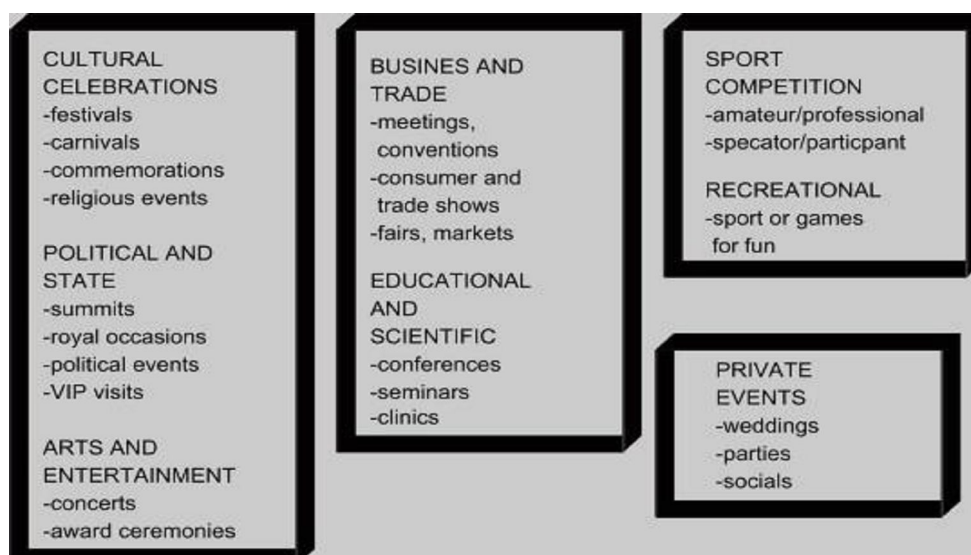 CULTURAL
CELEBRATIONS
-festivals
-carnivals
-commemorations
-religious events
POLITICAL AND
STATE
-summits
-royal occasions
-political events
-VIP visits
ARTS AND
ENTERTAINMENT
-concerts
-award ceremonies
BUSINES AND
TRADE
-meetings,
conventions
-consumer and
trade shows
-fairs, markets
EDUCATIONAL
AND
SCIENTIFIC
-conferences
-seminars
-clinics
SPORT
COMPETITION
-amateur/professional
-specator/particpant
RECREATIONAL
-sport or games
for fun
PRIVATE
EVENTS
-weddings
-parties
-socials